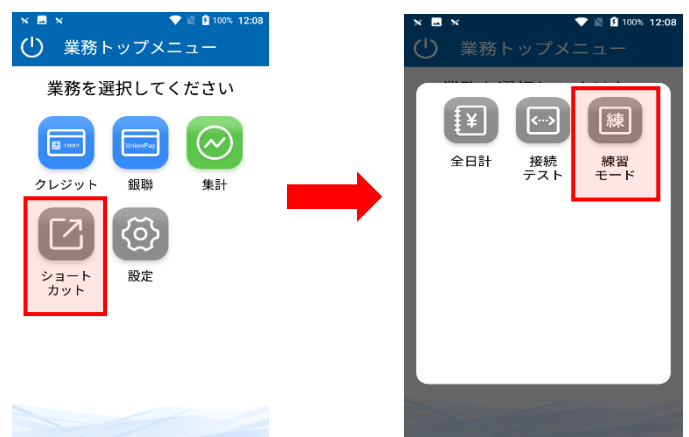 100% 12:08
業務トップメニュー
業務を選択してください
UnionPay
クレジット
銀聯
集計
ショート
カット
設定
100% 12:08
業務トップメニュー
¥
練
全日計
接続
テスト
練習
モード